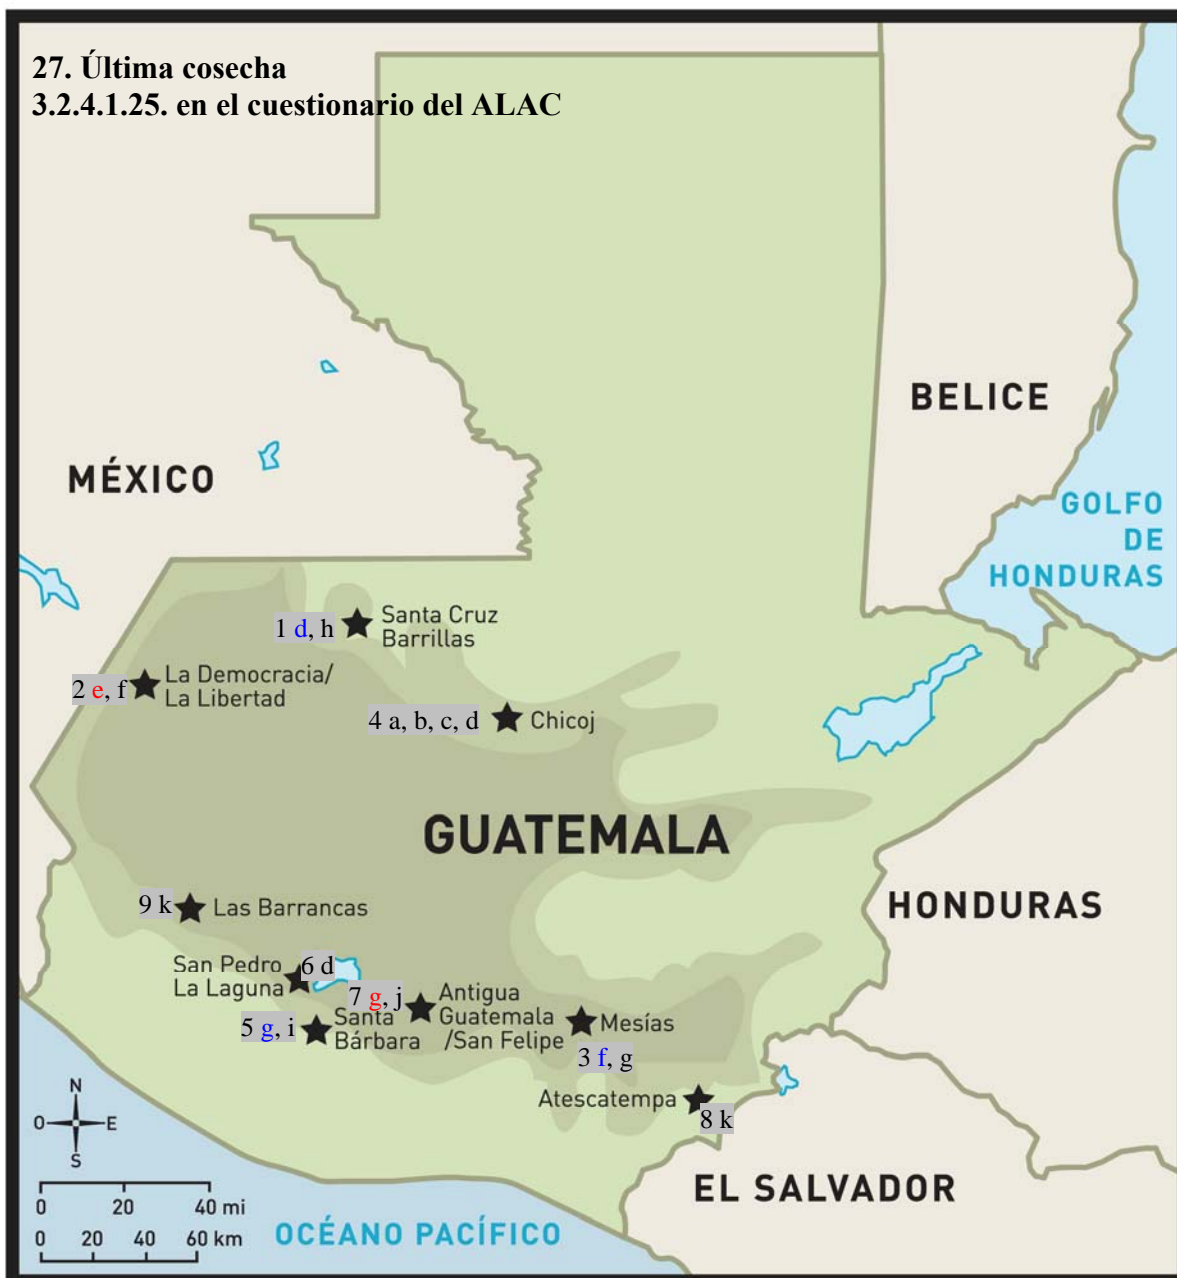 27. Última cosecha
3.2.4.1.25. en el cuestionario del ALAC
BELICE
MÉXICO
GOLFO
DE
HONDURAS
1 d, h
Santa Cruz
Barrillas
2 e, f
La Democracia/
La Libertad
4 a, b, c, d
Chicoj
GUATEMALA
9 k
Las Barrancas
HONDURAS
San Pedro
La Laguna
6 d
7 g, j
Antigua
Guatemala
/San Felipe
5 g, i
Santa
Bárbara
Mesías
3 f, g
Atescatempa
8 k
N
O
E
S
0 20 40 mi
0 20 40 60 km
OCÉANO PACÍFICO
EL SALVADOR